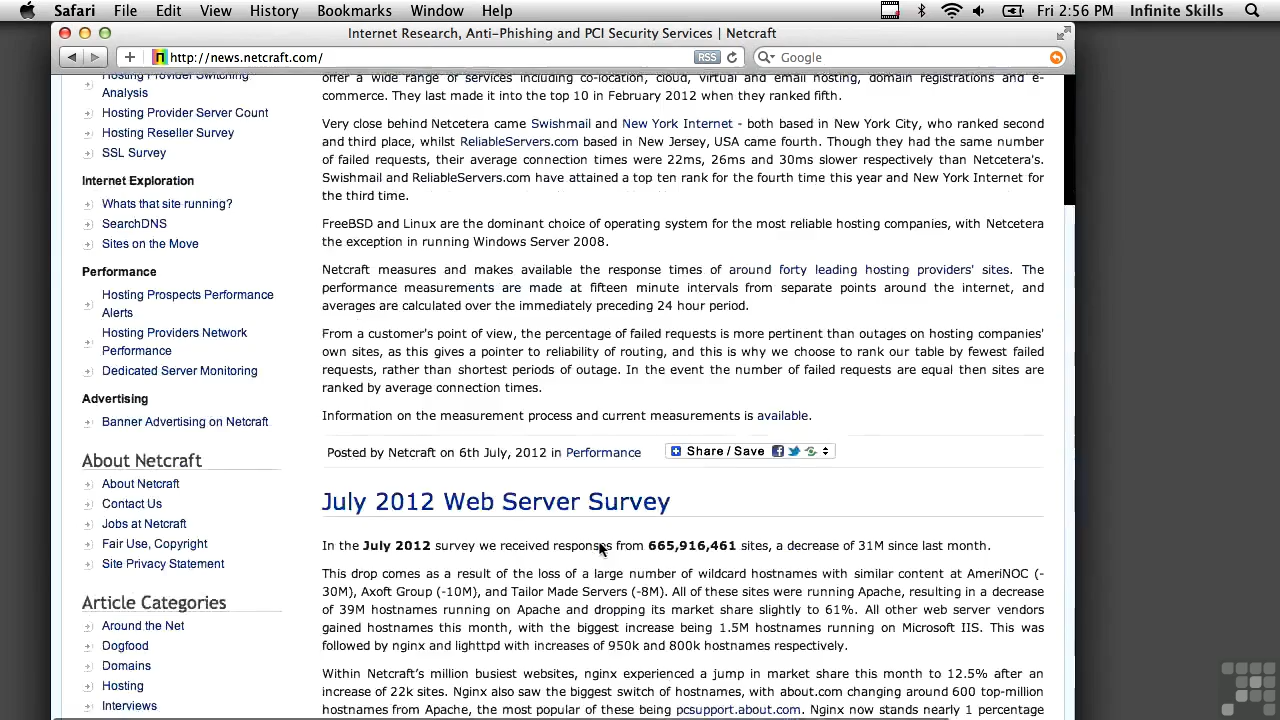 Safari File Edit View History Bookmarks Window Help Fri 2:56 PM Infinite Skills
Internet Research, Anti-Phishing and PCI Security Services | Netcraft
http://news.netcraft.com/ RSS Google
Hosting Provider Switching
Analysis
Hosting Provider Server Count
Hosting Reseller Survey
SSL Survey
Internet Exploration
Whats that site running?
SearchDNS
Sites on the Move
Performance
Hosting Prospects Performance
Alerts
Hosting Providers Network
Performance
Dedicated Server Monitoring
Advertising
Banner Advertising on Netcraft
About Netcraft
About Netcraft
Contact Us
Jobs at Netcraft
Fair Use, Copyright
Site Privacy Statement
Article Categories
Around the Net
Dogfood
Domains
Hosting
Interviews
offer a wide range of services including co-location, cloud, virtual and email hosting, domain registrations and e-
commerce. They last made it into the top 10 in February 2012 when they ranked fifth.
Very close behind Netcetera came Swishmail and New York Internet - both based in New York City, who ranked second
and third place, whilst ReliableServers.com based in New Jersey, USA came fourth. Though they had the same number
of failed requests, their average connection times were 22ms, 26ms and 30ms slower respectively than Netcetera's.
Swishmail and ReliableServers.com have attained a top ten rank for the fourth time this year and New York Internet for
the third time.
FreeBSD and Linux are the dominant choice of operating system for the most reliable hosting companies, with Netcetera
the exception in running Windows Server 2008.
Netcraft measures and makes available the response times of around forty leading hosting providers' sites. The
performance measurements are made at fifteen minute intervals from separate points around the internet, and
averages are calculated over the immediately preceding 24 hour period.
From a customer's point of view, the percentage of failed requests is more pertinent than outages on hosting companies'
own sites, as this gives a pointer to reliability of routing, and this is why we choose to rank our table by fewest failed
requests, rather than shortest periods of outage. In the event the number of failed requests are equal then sites are
ranked by average connection times.
Information on the measurement process and current measurements is available.
Posted by Netcraft on 6th July, 2012 in Performance Share / Save
July 2012 Web Server Survey
In the July 2012 survey we received responses from 665,916,461 sites, a decrease of 31M since last month.
This drop comes as a result of the loss of a large number of wildcard hostnames with similar content at AmeriNOC (-
30M), Axoft Group (-10M), and Tailor Made Servers (-8M). All of these sites were running Apache, resulting in a decrease
of 39M hostnames running on Apache and dropping its market share slightly to 61%. All other web server vendors
gained hostnames this month, with the biggest increase being 1.5M hostnames running on Microsoft IIS. This was
followed by nginx and lighttpd with increases of 950k and 800k hostnames respectively.
Within Netcraft's million busiest websites, nginx experienced a jump in market share this month to 12.5% after an
increase of 22k sites. Nginx also saw the biggest switch of hostnames, with about.com changing around 600 top-million
hostnames from Apache, the most popular of these being pcsupport.about.com. Nginx now stands nearly 1 percentage